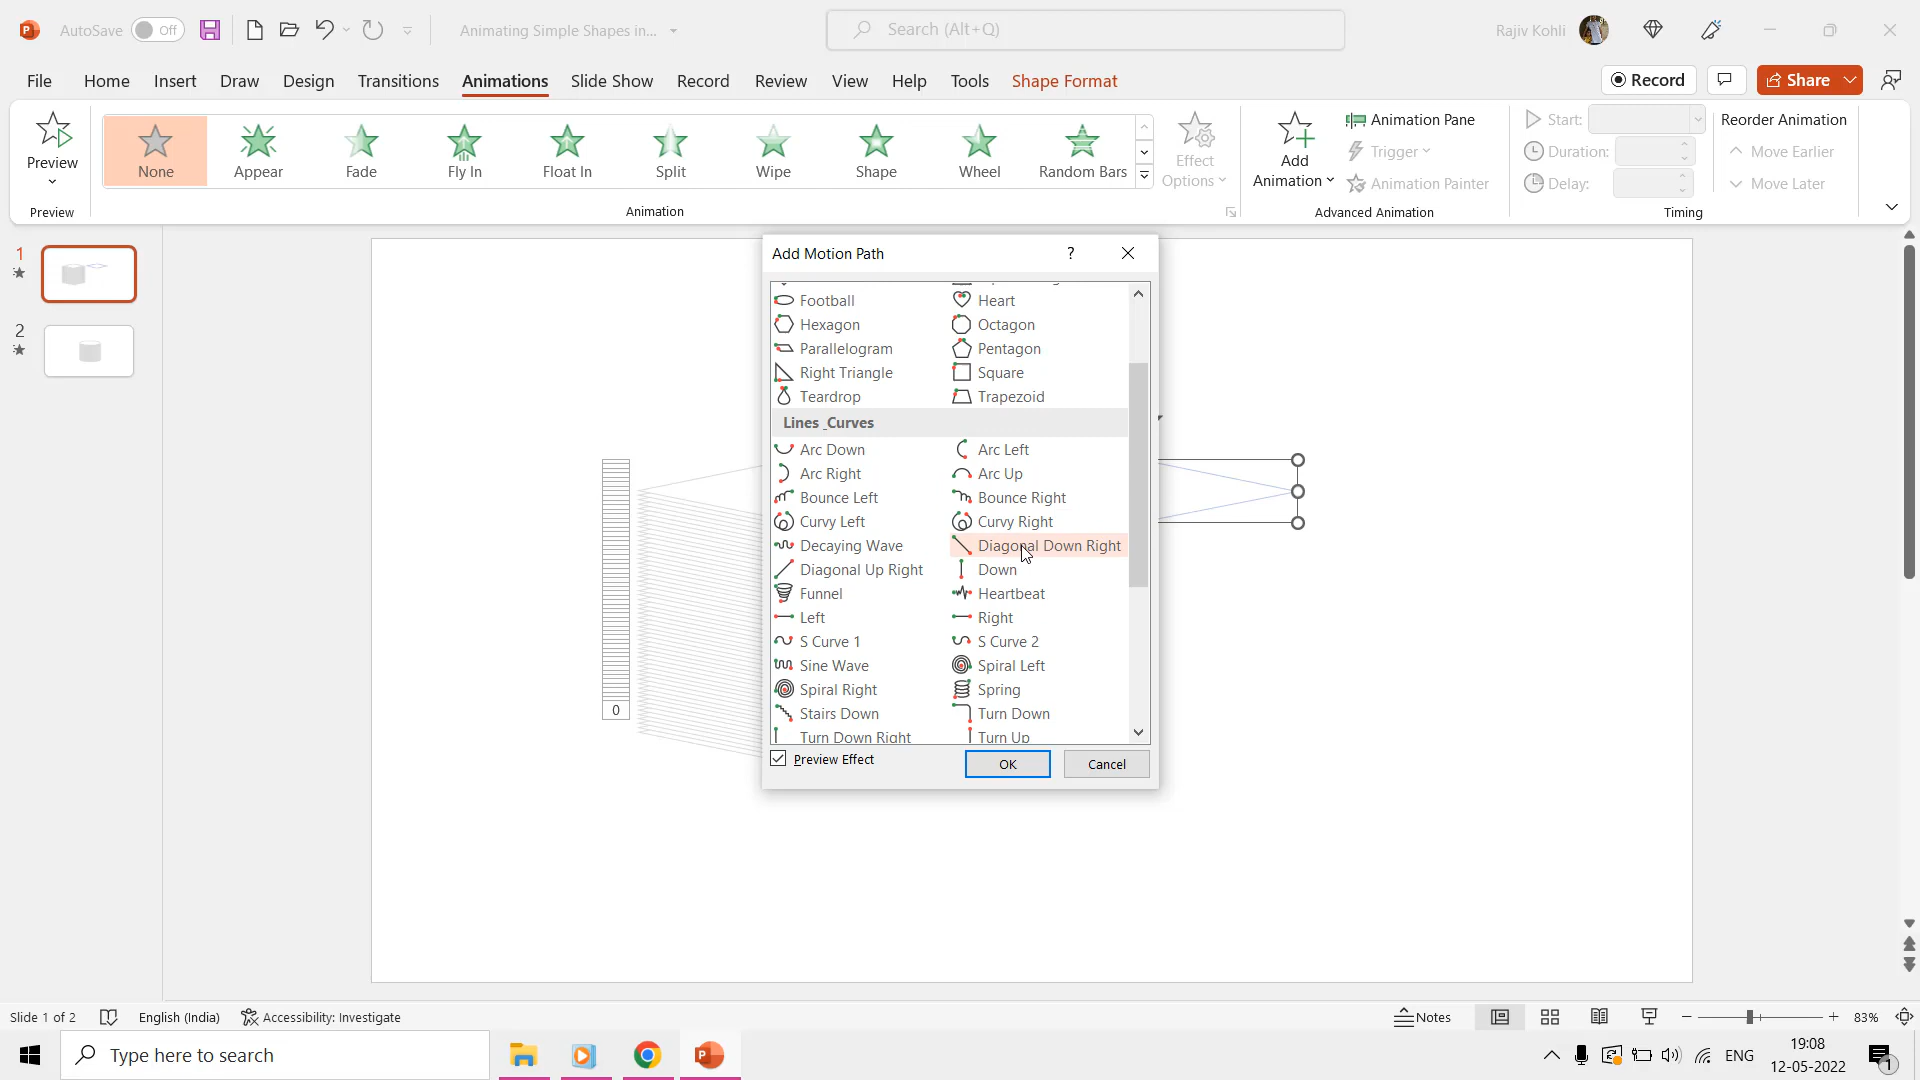 AutoSave Off Animating Simple Shapes in... Search (Alt+Q) Rajiv Kohli
File Home Insert Draw Design Transitions Animations Slide Show Record Review View Help Tools Shape Format Record Share
Preview
None Appear Fade Fly In Float In Split Wipe Shape Wheel Random Bars
Effect
Options
Add
Animation
Animation Pane
Trigger
Animation Painter
Start:
Duration:
Delay:
Reorder Animation
Move Earlier
Move Later
Preview Animation Advanced Animation Timing
1
2
Add Motion Path ?
Football Heart
Hexagon Octagon
Parallelogram Pentagon
Right Triangle Square
Teardrop Trapezoid
Lines_Curves
Arc Down Arc Left
Arc Right Arc Up
Bounce Left Bounce Right
Curvy Left Curvy Right
Decaying Wave Diagonal Down Right
Diagonal Up Right Down
Funnel Heartbeat
Left Right
S Curve 1 S Curve 2
Sine Wave Spiral Left
Spiral Right Spring
Stairs Down Turn Down
Turn Down Right Turn Up
Preview Effect OK Cancel
0
Slide 1 of 2 English (India) Accessibility: Investigate Notes 83%
Type here to search ENG 19:08
12-05-2022
1